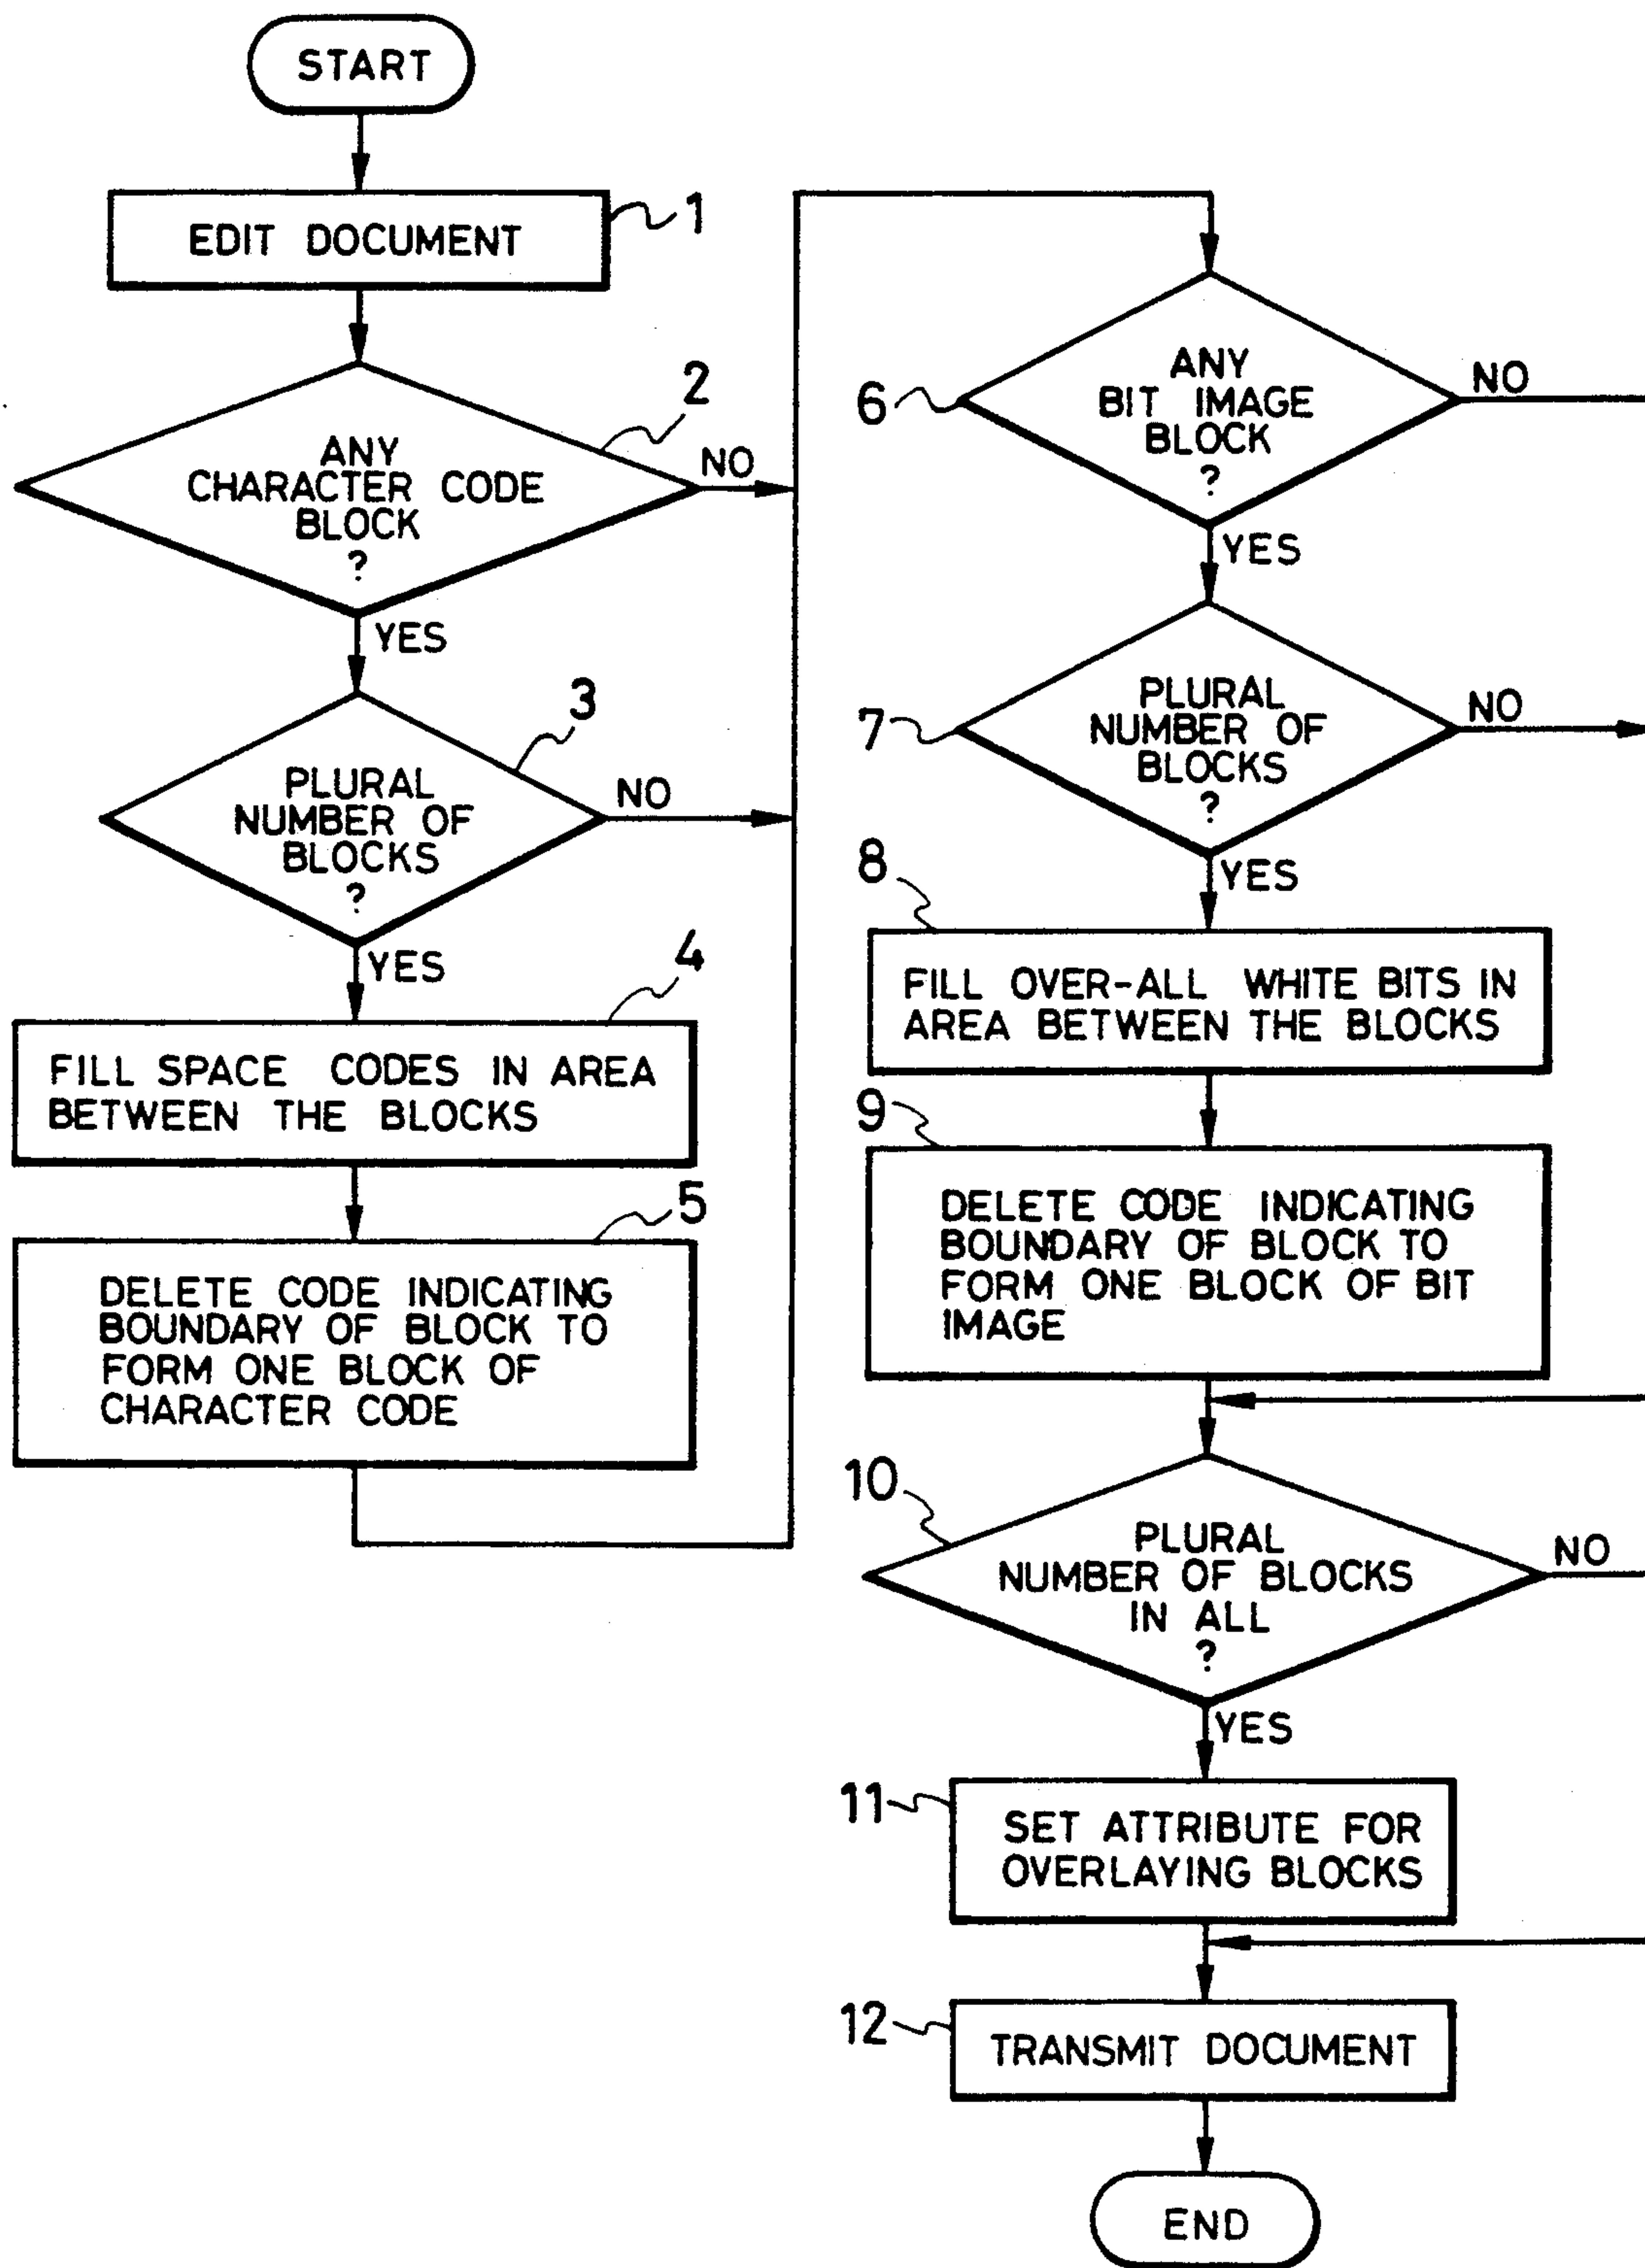 START
EDIT DOCUMENT
1
ANY
CHARACTER CODE
BLOCK
?
2
NO
YES
PLURAL
NUMBER OF
BLOCKS
?
3
NO
YES
4
FILL SPACE CODES IN AREA
BETWEEN THE BLOCKS
5
DELETE CODE INDICATING
BOUNDARY OF BLOCK TO
FORM ONE BLOCK OF
CHARACTER CODE
6
ANY
BIT IMAGE
BLOCK
?
NO
YES
7
PLURAL
NUMBER OF
BLOCKS
?
NO
YES
8
FILL OVER-ALL WHITE BITS IN
AREA BETWEEN THE BLOCKS
9
DELETE CODE INDICATING
BOUNDARY OF BLOCK TO
FORM ONE BLOCK OF BIT
IMAGE
10
PLURAL
NUMBER OF BLOCKS
IN ALL
?
NO
YES
11
SET ATTRIBUTE FOR
OVERLAYING BLOCKS
12
TRANSMIT DOCUMENT
END